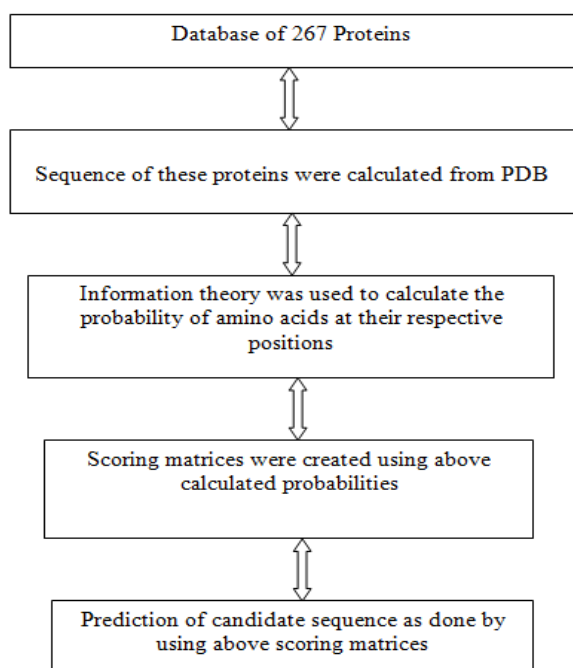 Database of 267 Proteins
Sequence of these proteins were calculated from PDB
Information theory was used to calculate the
probability of amino acids at their respective
positions
Scoring matrices were created using above
calculated probabilities
Prediction of candidate sequence as done by
using above scoring matrices